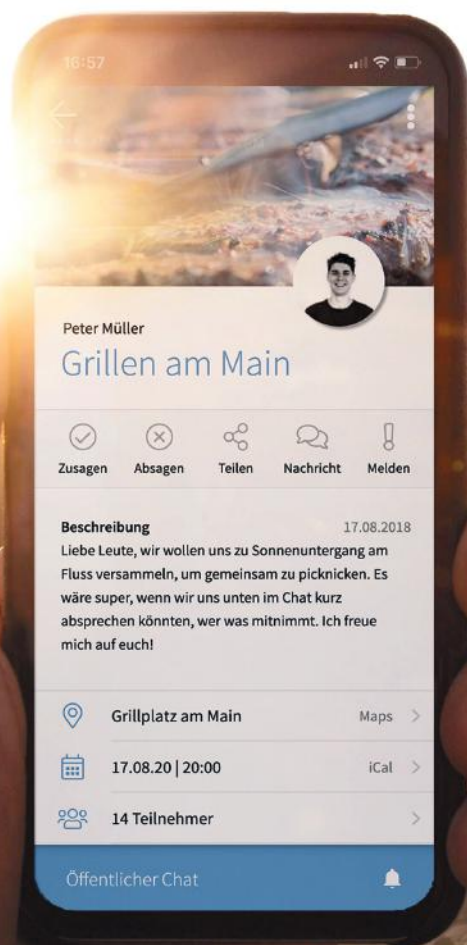 16:57
Peter Müller
Grillen am Main
Zusagen Absagen Teilen Nachricht Melden
Beschreibung 17.08.2018
Liebe Leute, wir wollen uns zu Sonnenuntergang am
Fluss versammeln, um gemeinsam zu picknicken. Es
wäre super, wenn wir uns unten im Chat kurz
absprechen könnten, wer was mitnimmt. Ich freue
mich auf euch!
Grillplatz am Main Maps
17.08.20 | 20:00 iCal
14 Teilnehmer
Öffentlicher Chat